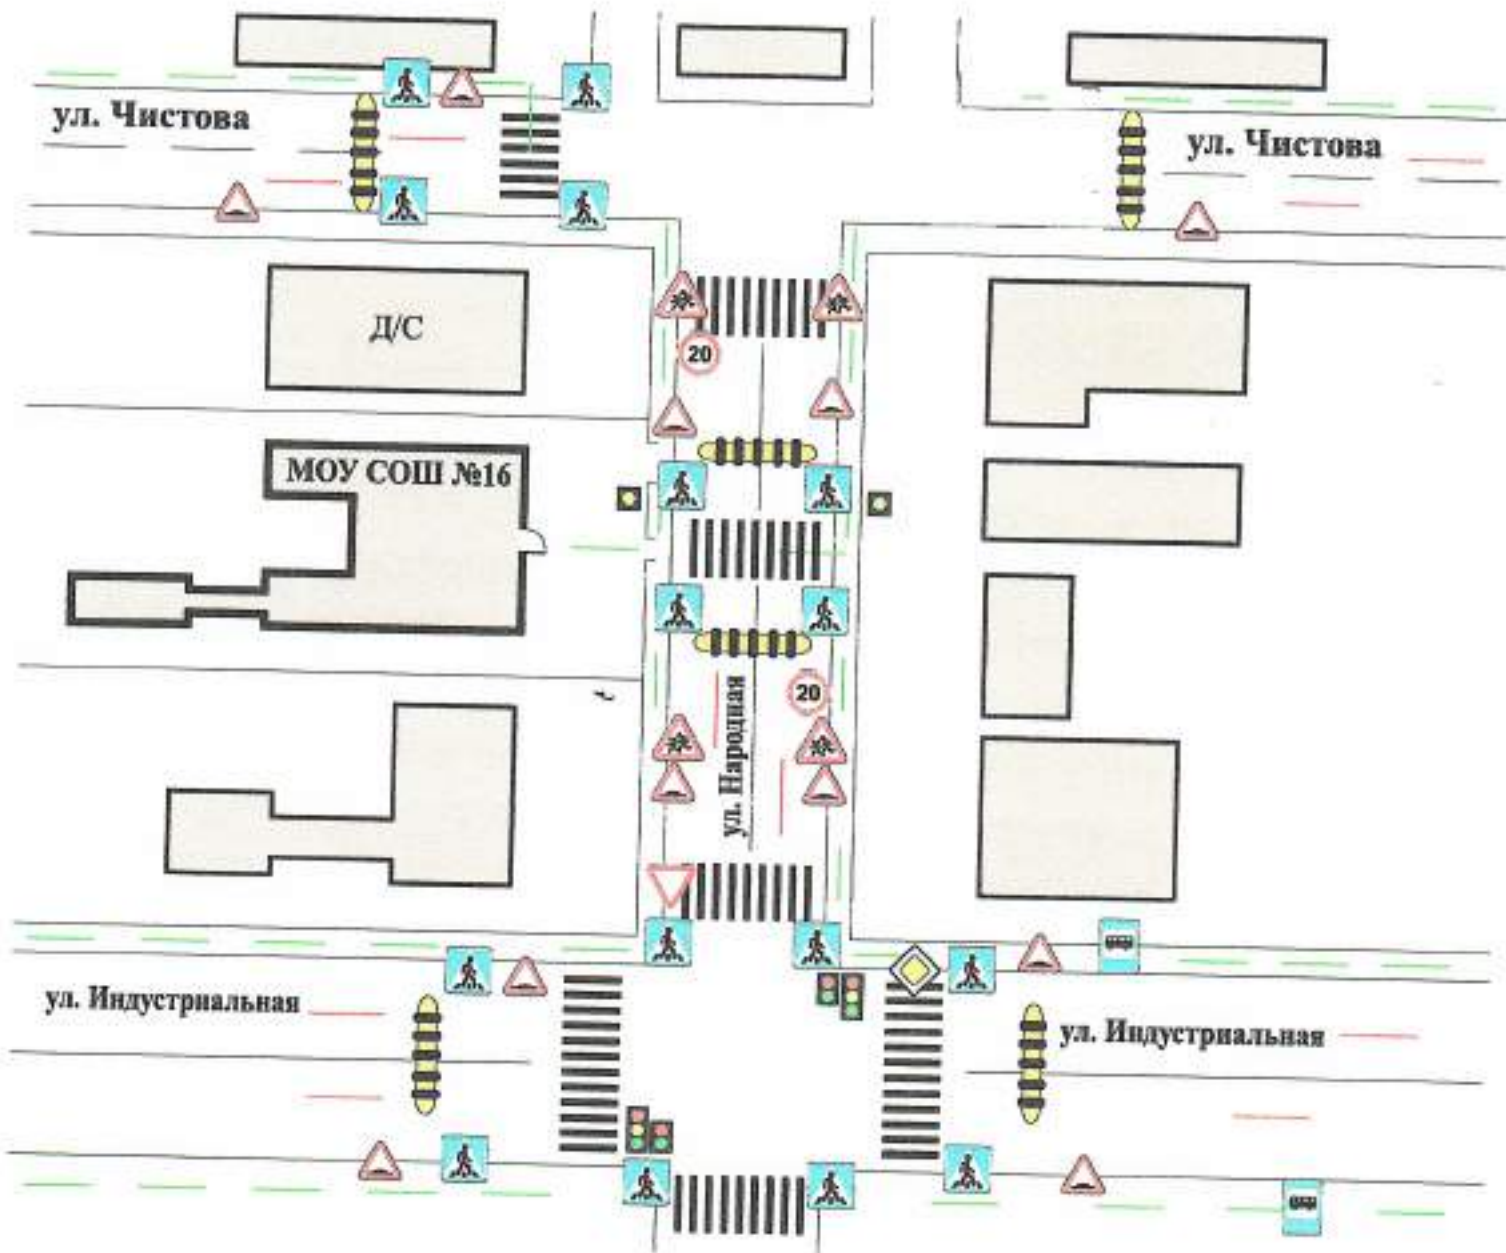 ул. Чистова
ул. Чистова
Д/С
20
МОУ СОШ №16
20
ул. Народная
ул. Индустриальная
ул. Индустриальная